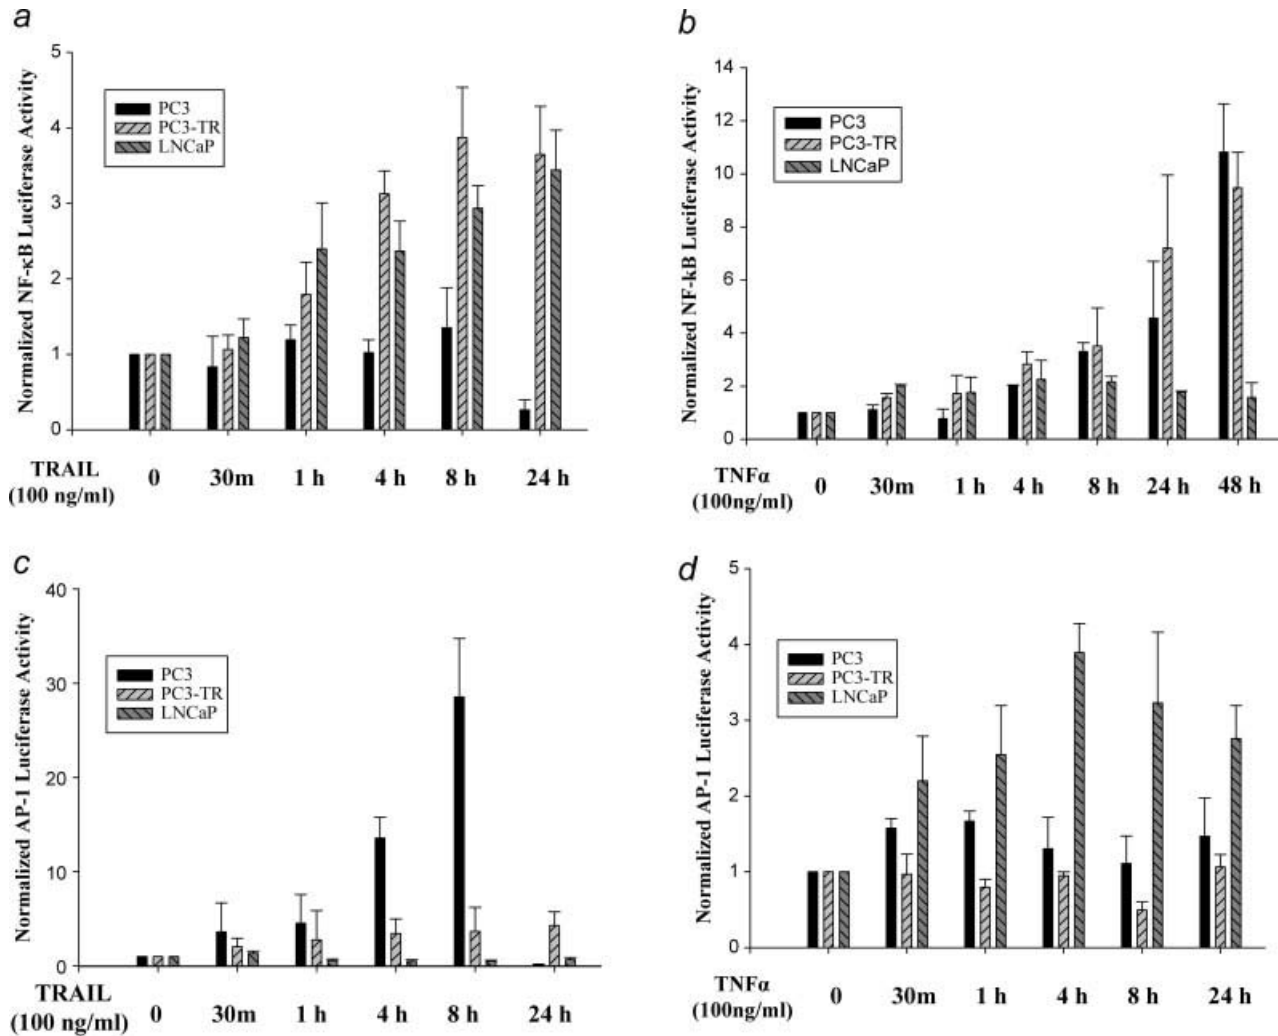 a
Normalized NF-κB Luciferase Activity
5
4
3
2
1
0
PC3
PC3-TR
LNCaP
TRAIL
(100 ng/ml)
0 30m 1 h 4 h 8 h 24 h
b
Normalized NF-kB Luciferase Activity
14
12
10
8
6
4
2
0
PC3
PC3-TR
LNCaP
TNFα
(100ng/ml)
0 30m 1 h 4 h 8 h 24 h 48 h
c
Normalized AP-1 Luciferase Activity
40
30
20
10
0
PC3
PC3-TR
LNCaP
TRAIL
(100 ng/ml)
0 30m 1 h 4 h 8 h 24 h
d
Normalized AP-1 Luciferase Activity
5
4
3
2
1
0
PC3
PC3-TR
LNCaP
TNFα
(100ng/ml)
0 30m 1 h 4 h 8 h 24 h